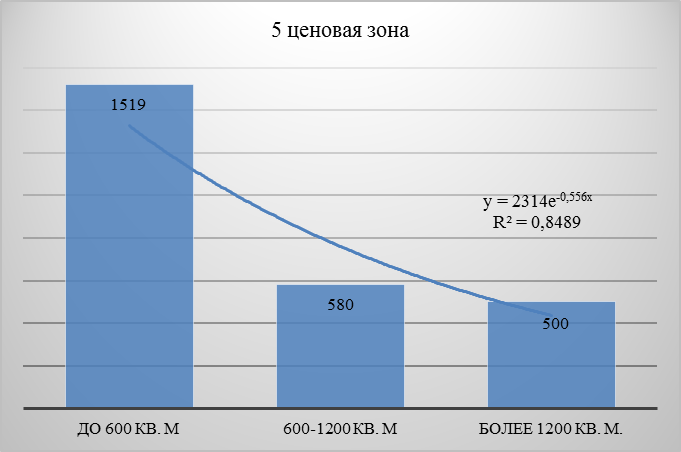 5 ценовая зона
1519
y = 2314e^-0,556x
R² = 0,8489
580
500
ДО 600 КВ. М
600-1200 КВ. М
БОЛЕЕ 1200 КВ. М.